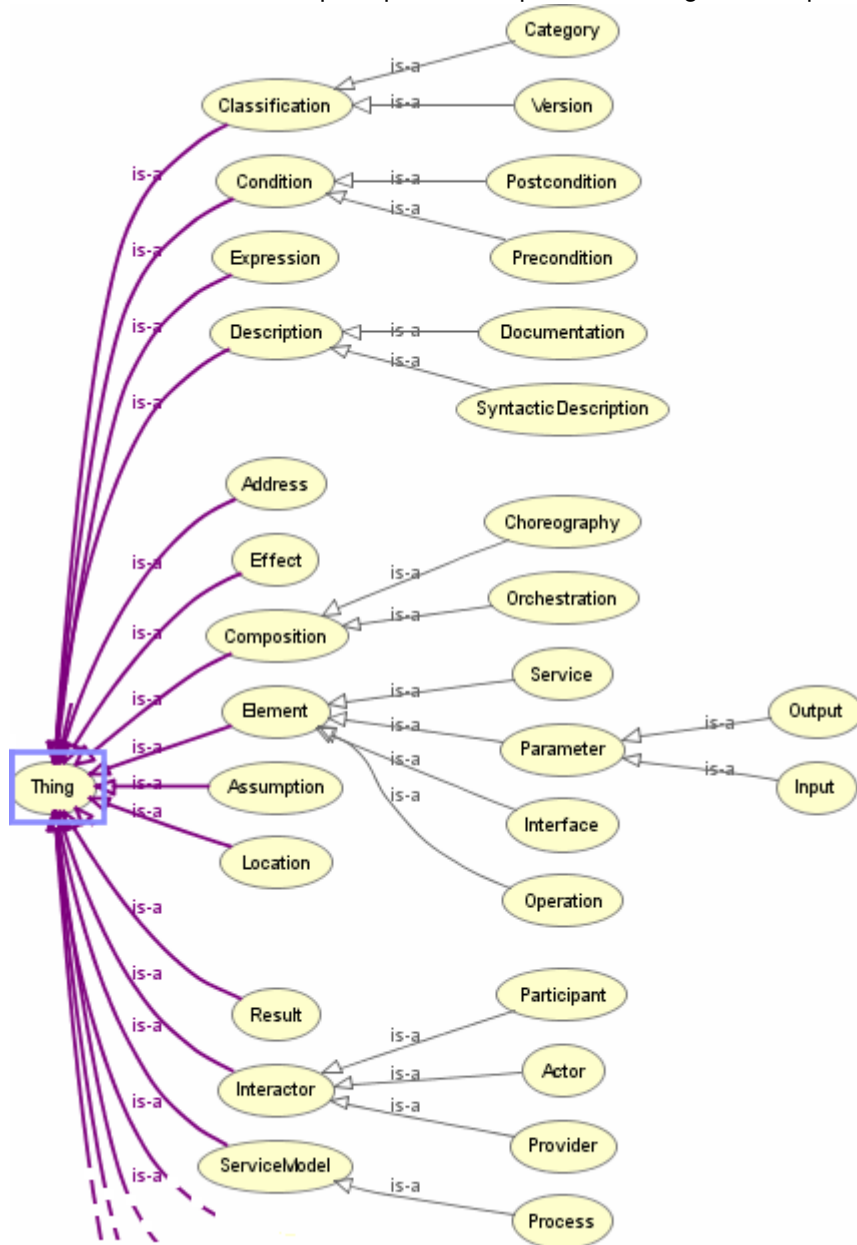 Category
is-a
Classification
is-a
Version
is-a
Condition
is-a
Postcondition
is-a
Precondition
is-a
Expression
is-a
Description
is-a
Documentation
is-a
is-a
SyntacticDescription
Address
Choreography
Effect
is-a
is-a
Orchestration
is-a
is-a
Composition
Service
is-a
is-a
Element
is-a
Output
is-a
Parameter
is-a
Thing
is-a
Assumption
is-a
is-a
Input
is-a
Interface
Location
Operation
is-a
Participant
is-a
Result
is-a
is-a
Interactor
is-a
Actor
is-a
is-a
Provider
ServiceModel
is-a
is-a
Process